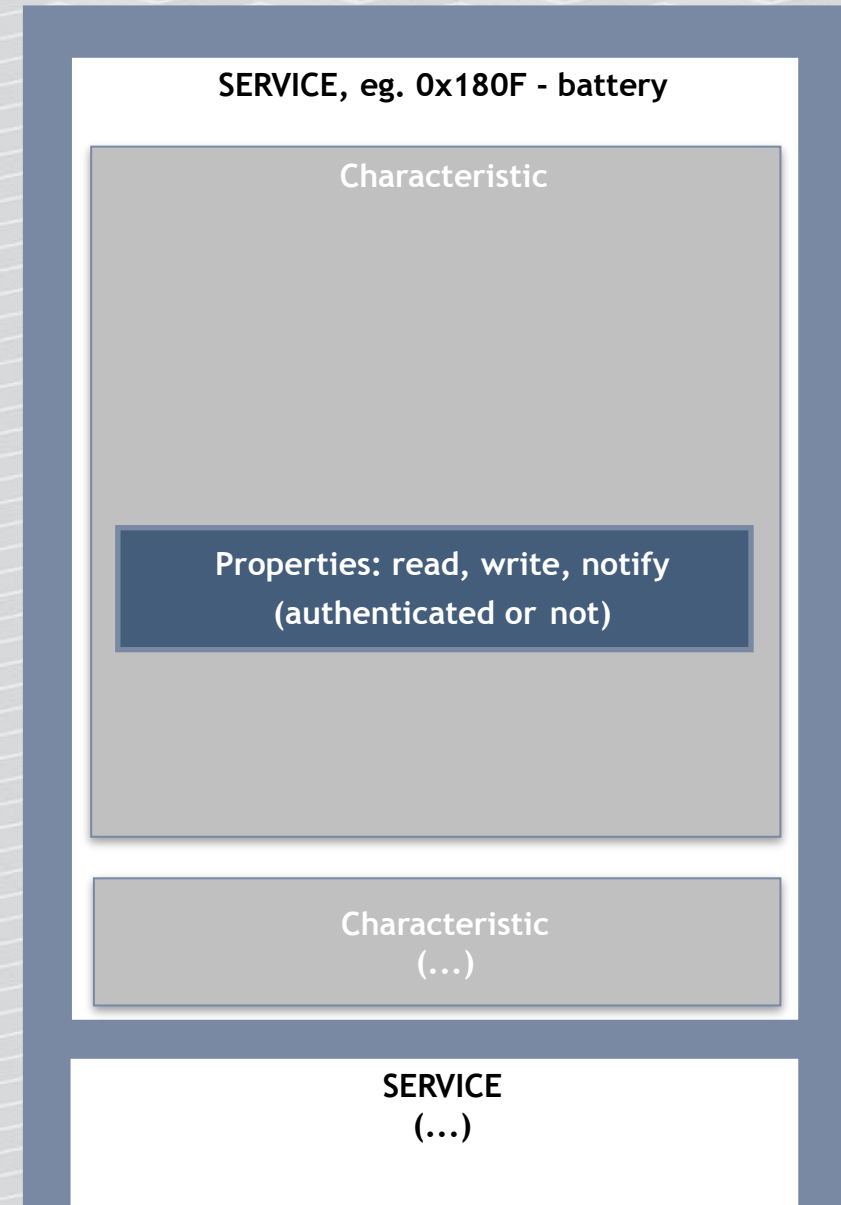 SERVICE, eg. 0x180F - battery
Characteristic
Properties: read, write, notify
(authenticated or not)
Characteristic
(...)
SERVICE
(...)